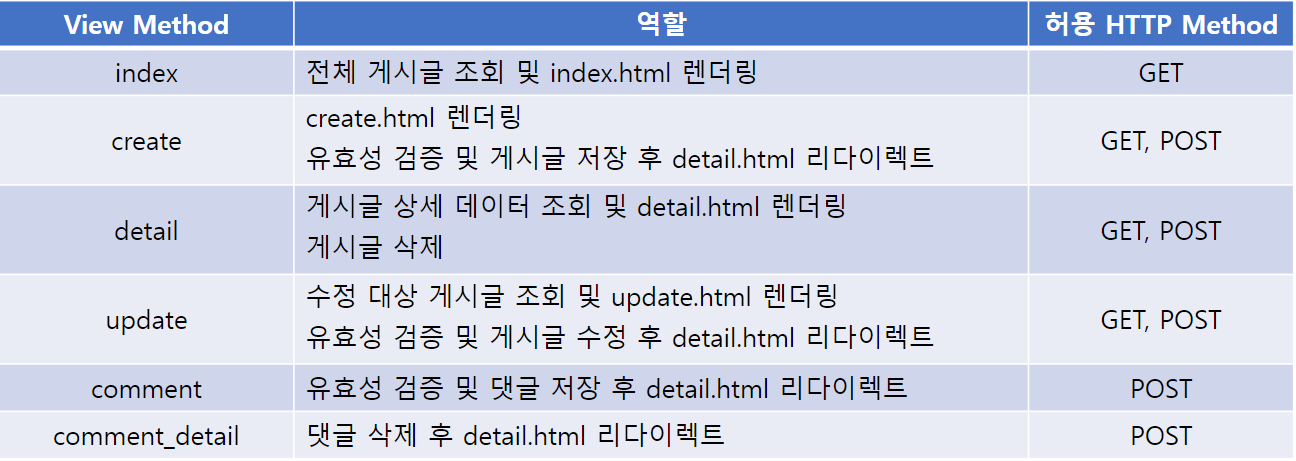 View Method 역할 허용 HTTP Method
index 전체 게시글 조회 및 index.html 렌더링 GET
create create.html 렌더링 GET, POST
유효성 검증 및 게시글 저장 후 detail.html 리다이렉트
detail 게시글 상세 데이터 조회 및 detail.html 렌더링 GET, POST
게시글 삭제
update 수정 대상 게시글 조회 및 update.html 렌더링 GET, POST
유효성 검증 및 게시글 수정 후 detail.html 리다이렉트
comment 유효성 검증 및 댓글 저장 후 detail.html 리다이렉트 POST
comment_detail 댓글 삭제 후 detail.html 리다이렉트 POST